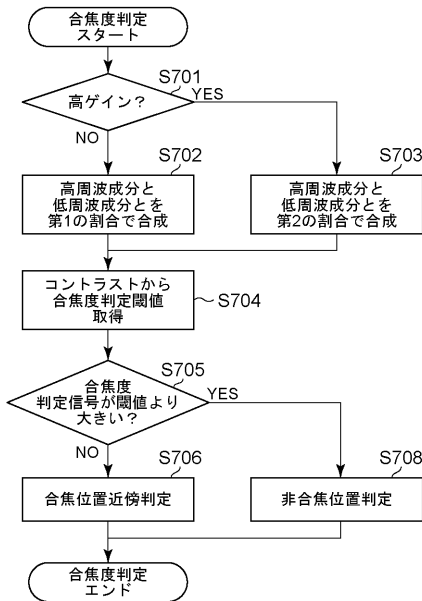 合焦度判定
スタート
S701
高ゲイン？
YES
NO
S702
S703
高周波成分と
低周波成分とを
第1の割合で合成
高周波成分と
低周波成分とを
第2の割合で合成
コントラストから
合焦度判定閾値
取得
S704
S705
合焦度
判定信号が閾値より
大きい？
YES
NO
S706
S708
合焦位置近傍判定
非合焦位置判定
合焦度判定
エンド